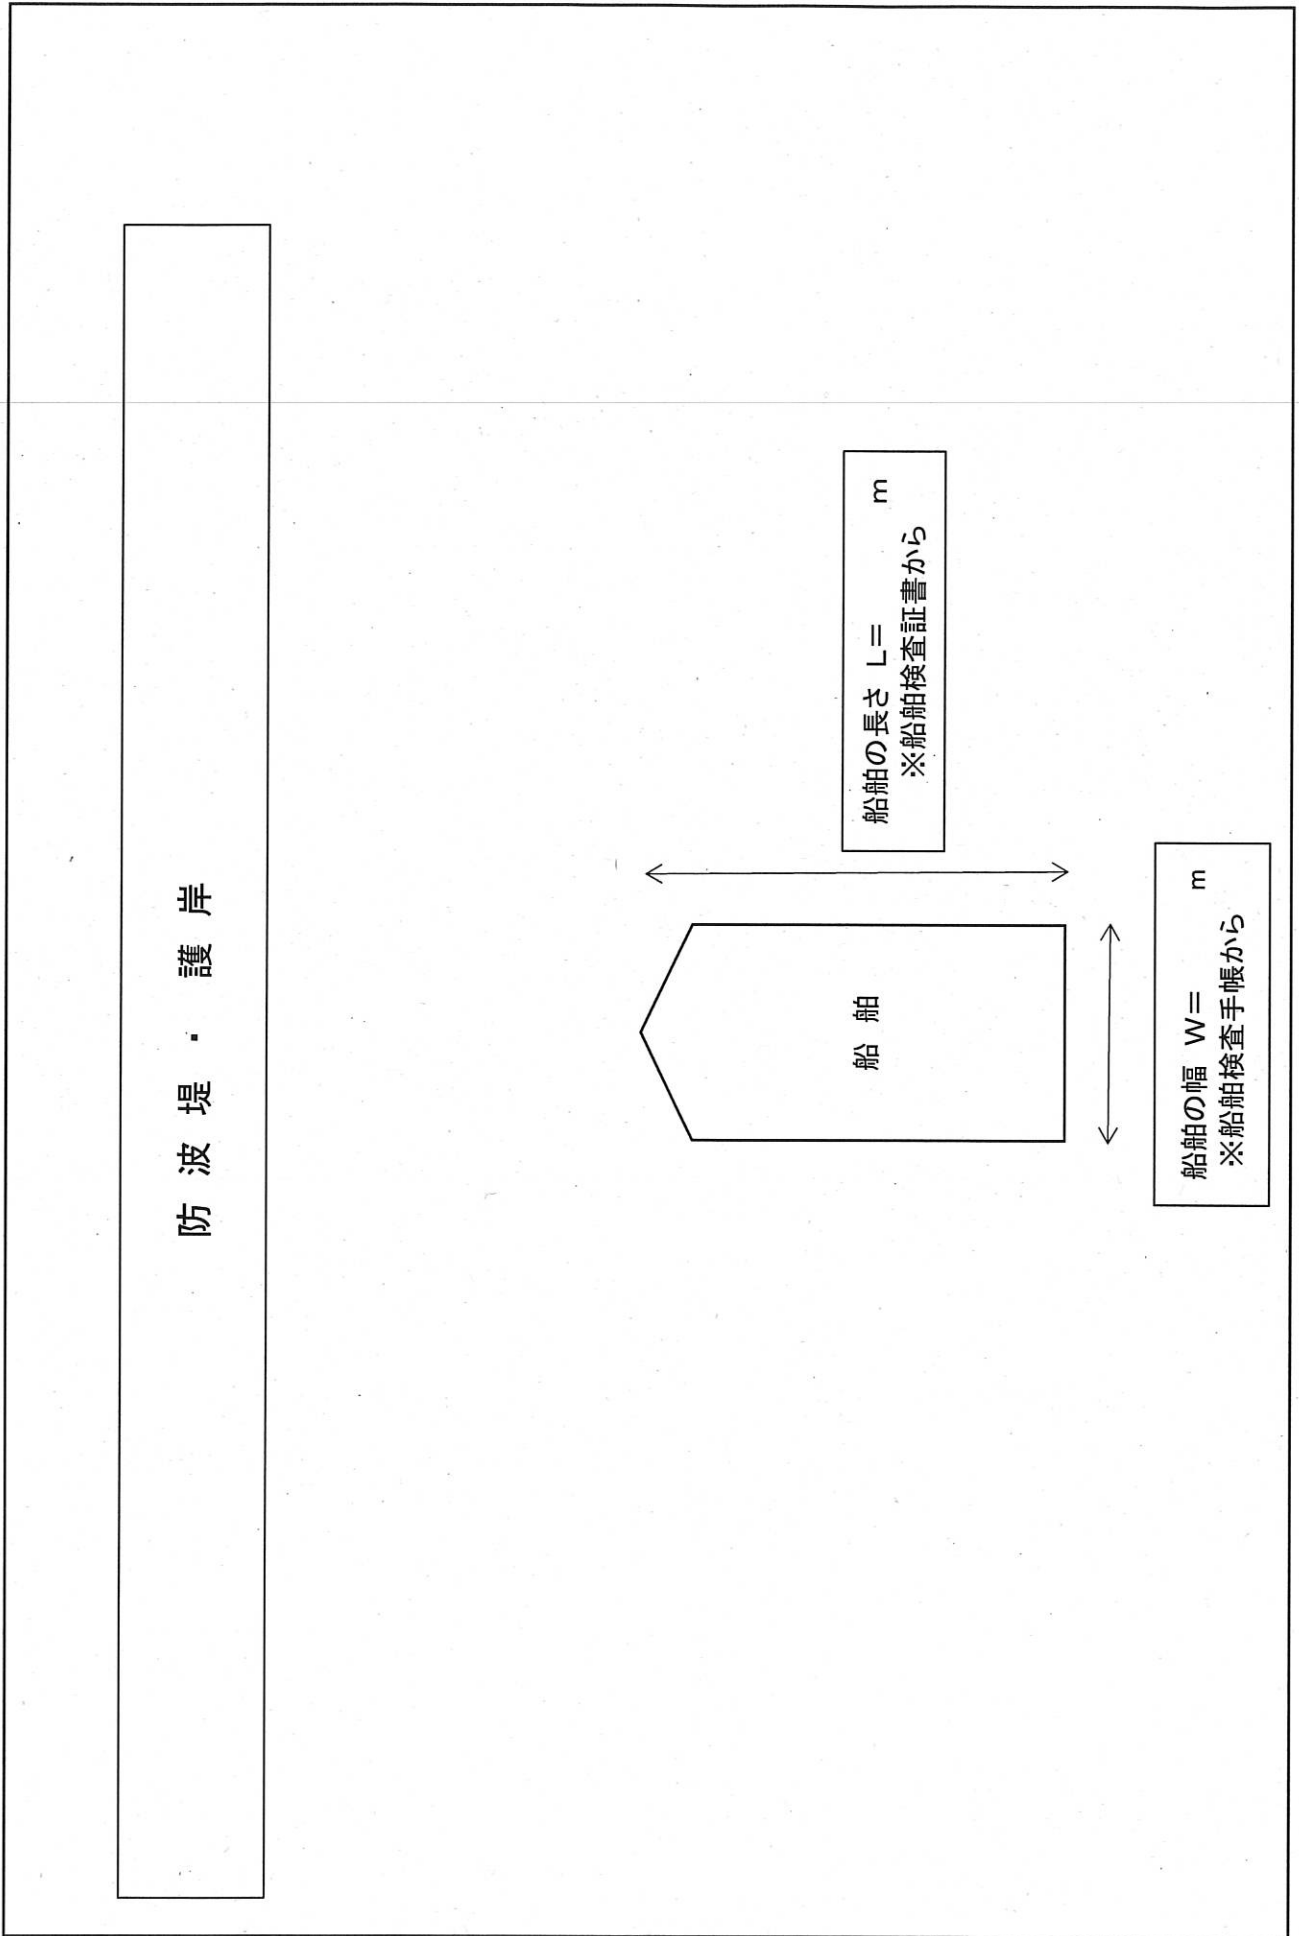 防波堤・護岸
船舶
船舶の長さ L= m
※船舶検査証書から
船舶の幅 W= m
※船舶検査手帳から